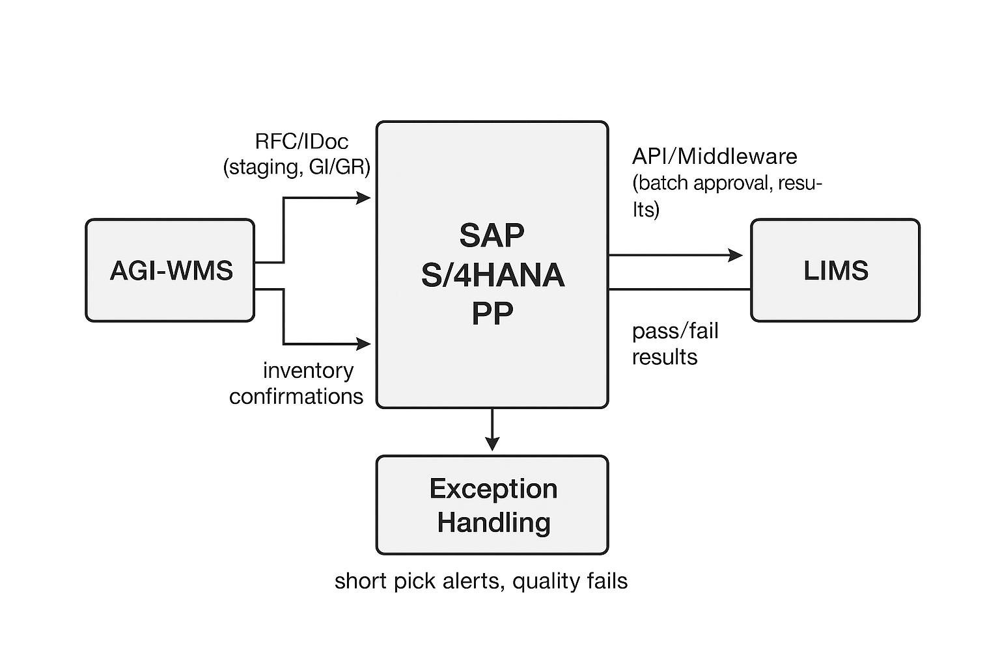 RFC/IDoc
(staging, GI/GR)
AGI-WMS
inventory
confirmations
SAP
S/4HANA
PP
API/Middleware
(batch approval, resu-
lts)
LIMS
pass/fail
results
Exception
Handling
short pick alerts, quality fails